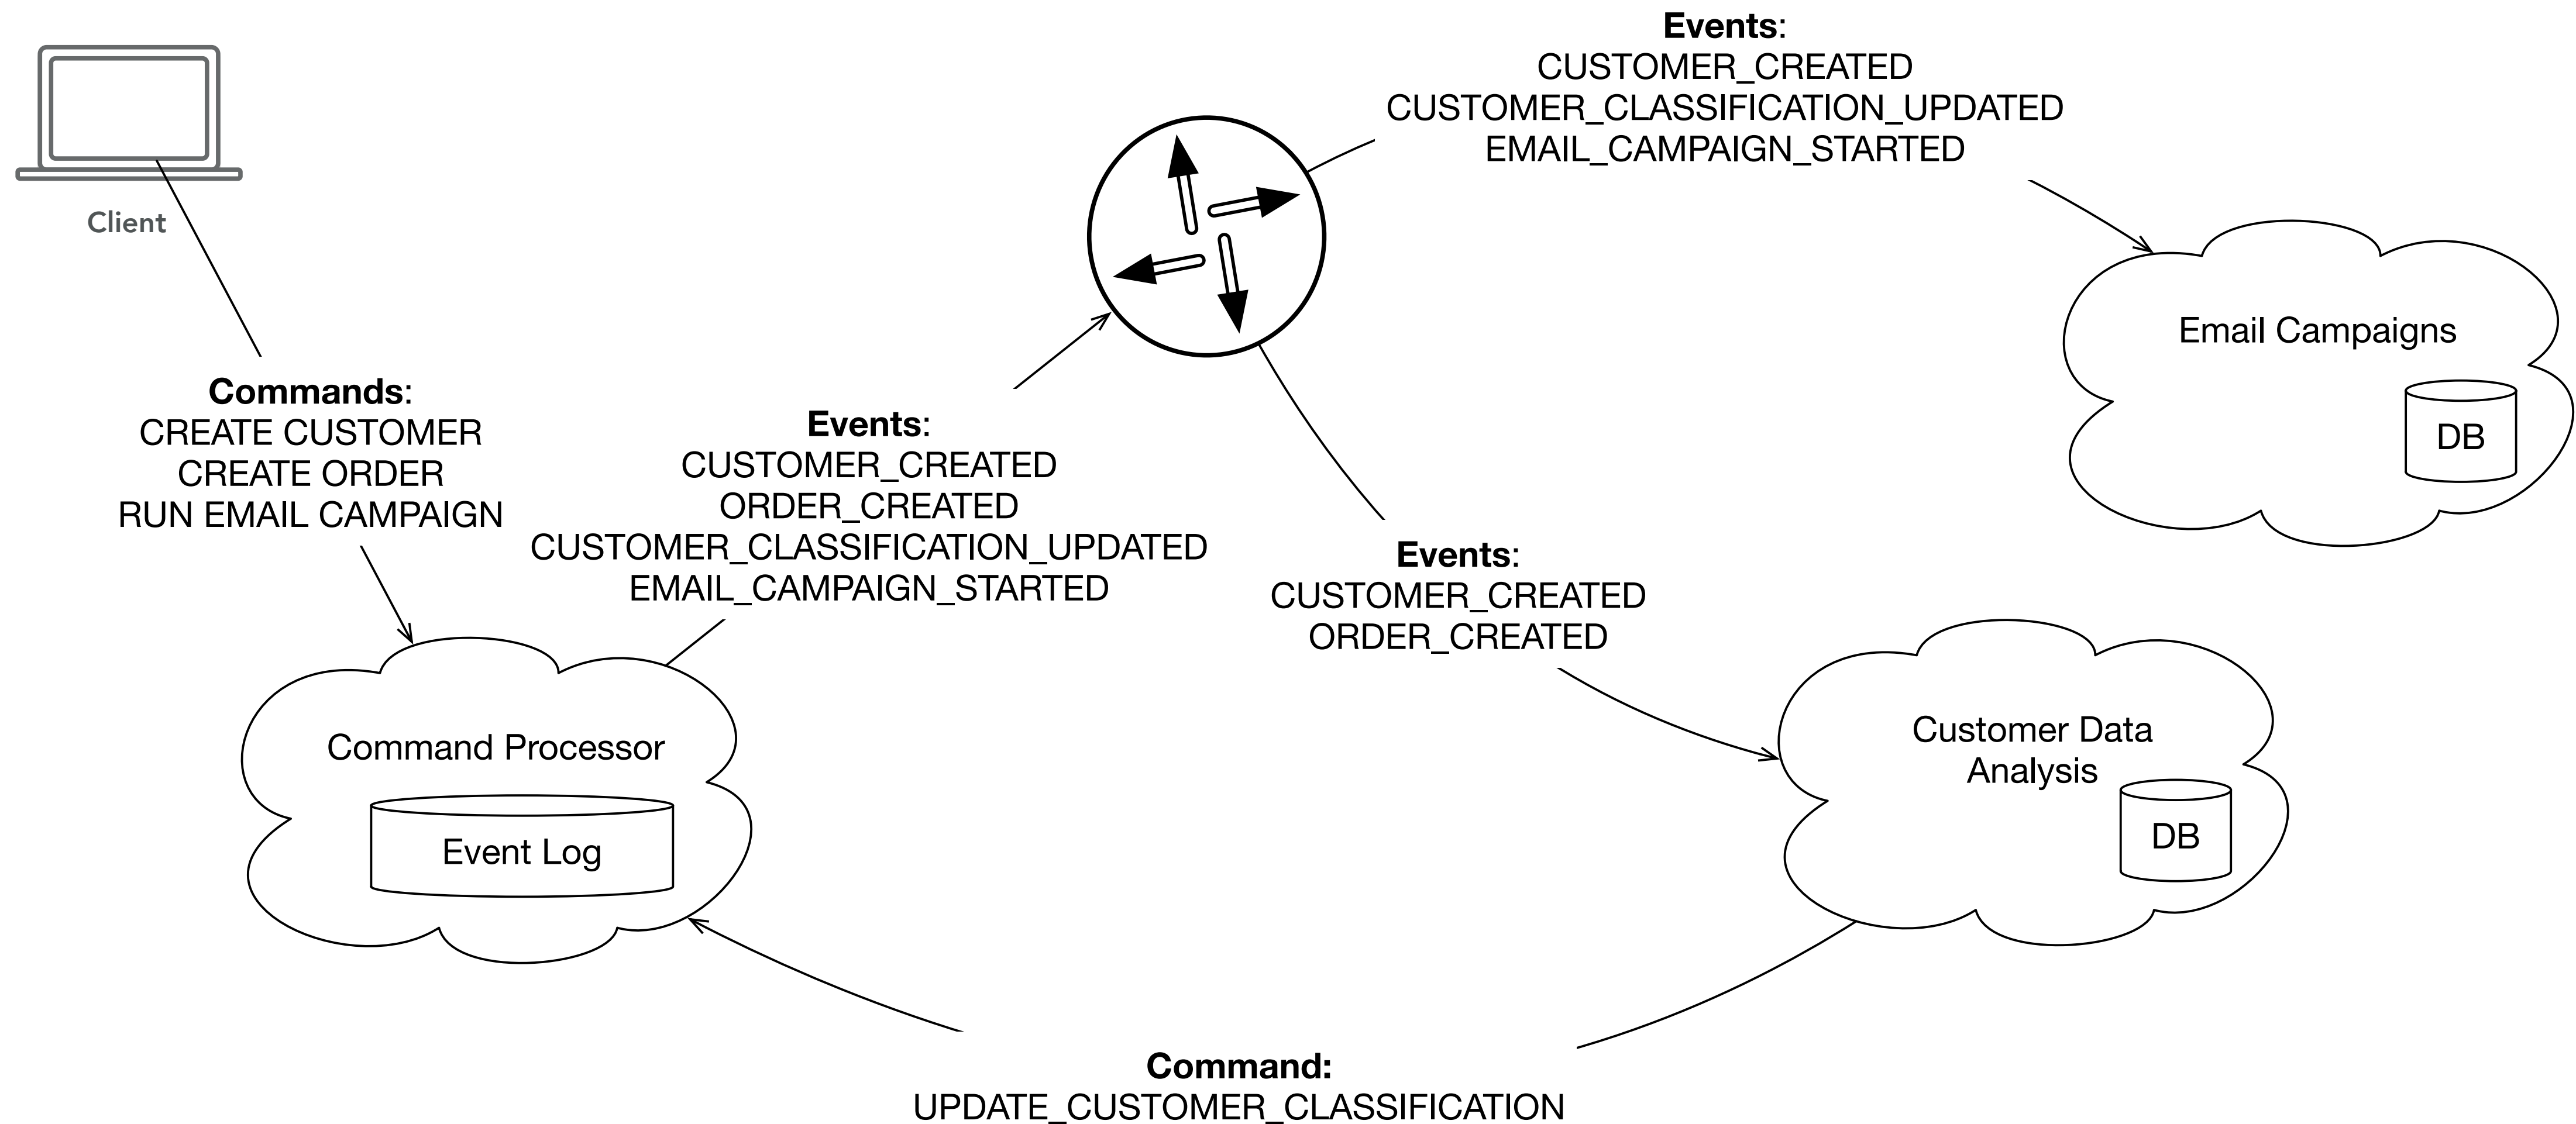 Client
Commands:
CREATE CUSTOMER
CREATE ORDER
RUN EMAIL CAMPAIGN
Events:
CUSTOMER_CREATED
ORDER_CREATED
CUSTOMER_CLASSIFICATION_UPDATED
EMAIL_CAMPAIGN_STARTED
Events:
CUSTOMER_CREATED
CUSTOMER_CLASSIFICATION_UPDATED
EMAIL_CAMPAIGN_STARTED
Email Campaigns
DB
Events:
CUSTOMER_CREATED
ORDER_CREATED
Customer Data
Analysis
DB
Command Processor
Event Log
Command:
UPDATE_CUSTOMER_CLASSIFICATION